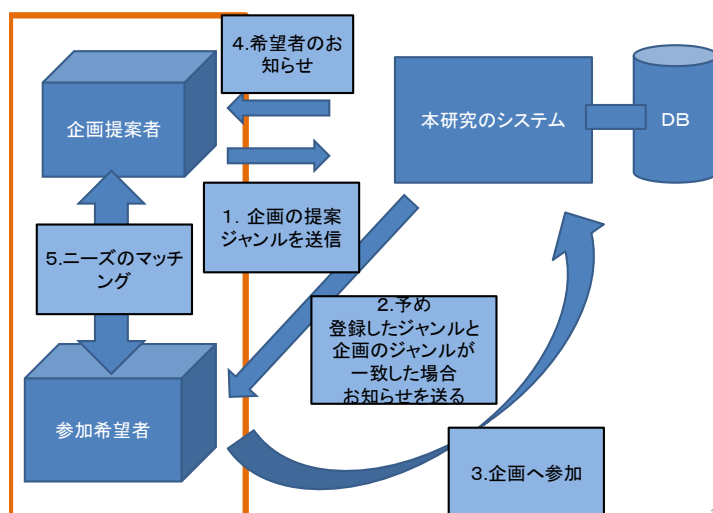 4.希望者のお
知らせ
企画提案者
本研究のシステム
DB
1. 企画の提案
ジャンルを送信
5.ニーズのマッチ
ング
2.予め
登録したジャンルと
企画のジャンルが
一致した場合
お知らせを送る
参加希望者
3.企画へ参加